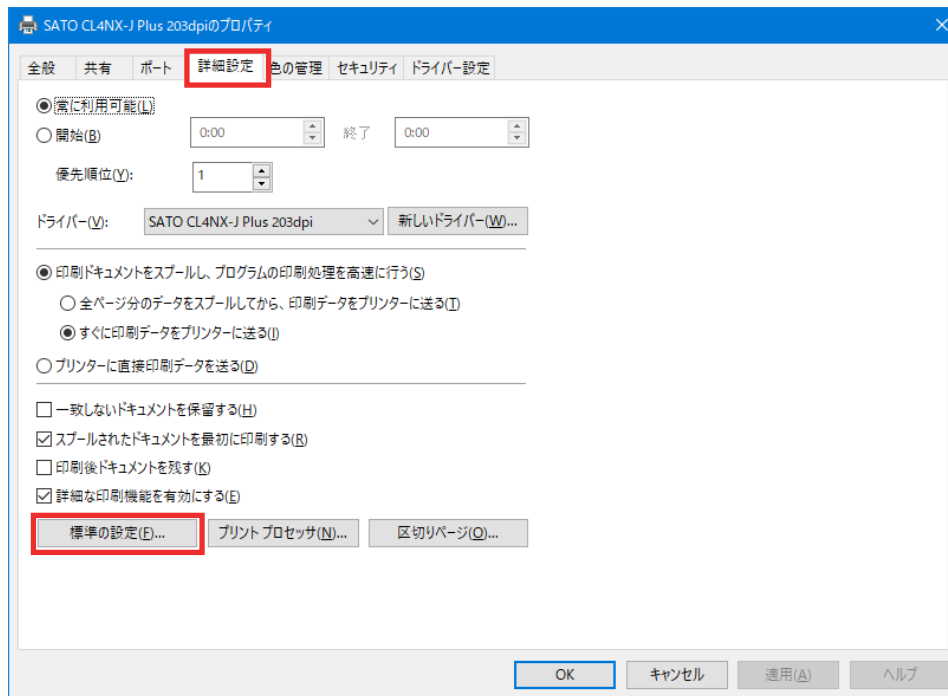 SATO CL4NX-J Plus 203dpiのプロパティ
全般 共有 ポート 詳細設定 色の管理 セキュリティ ドライバー設定
常に利用可能(L)
開始(B) 0:00 終了 0:00
優先順位(Y): 1
ドライバー(V): SATO CL4NX-J Plus 203dpi 新しいドライバー(W)...
印刷ドキュメントをスプールし、プログラムの印刷処理を高速に行う(S)
全ページ分のデータをスプールしてから、印刷データをプリンターに送る(T)
すぐに印刷データをプリンターに送る(I)
プリンターに直接印刷データを送る(D)
一致しないドキュメントを保留する(H)
スプールされたドキュメントを最初に印刷する(R)
印刷後ドキュメントを残す(K)
詳細な印刷機能を有効にする(E)
標準の設定(F)... プリント プロセッサ(N)... 区切りページ(O)...
OK キャンセル 適用(A) ヘルプ